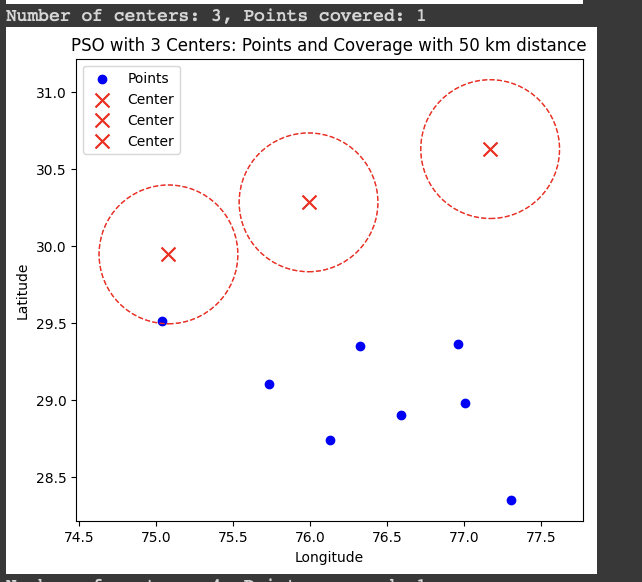 Number of centers: 3, Points covered: 1
PSO with 3 Centers: Points and Coverage with 50 km distance
Points
Center
Center
Center
31.0
30.5
30.0
29.5
29.0
28.5
Latitude
74.5 75.0 75.5 76.0 76.5 77.0 77.5
Longitude